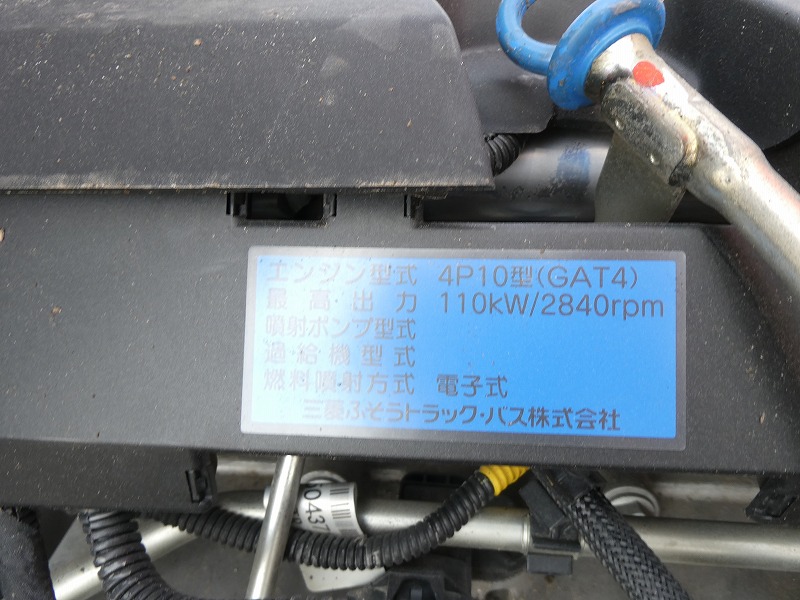 エンジン型式 4P10型(GAT4)
最高出力 110kW/2840rpm
噴射ポンプ型式
過給機型式
燃料噴射方式 電子式
三菱ふそうトラック・バス株式会社